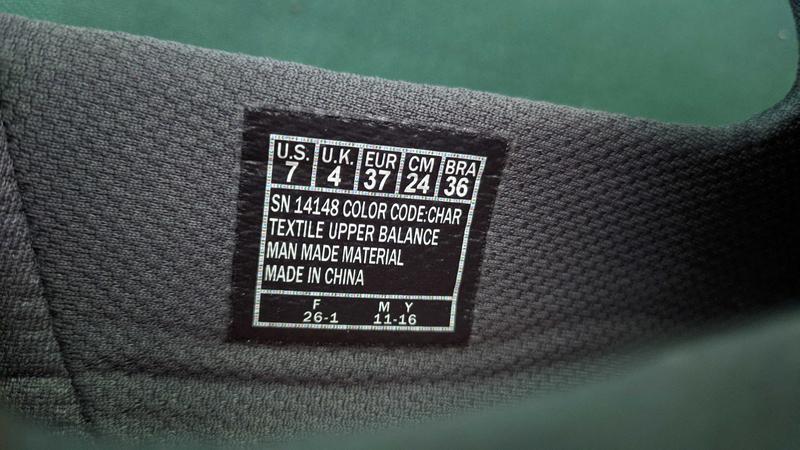 U.S. U.K. EUR CM BRA
7 4 37 24 36
SN 14148 COLOR CODE:CHAR
TEXTILE UPPER BALANCE
MAN MADE MATERIAL
MADE IN CHINA
F M Y
26-1 11-16